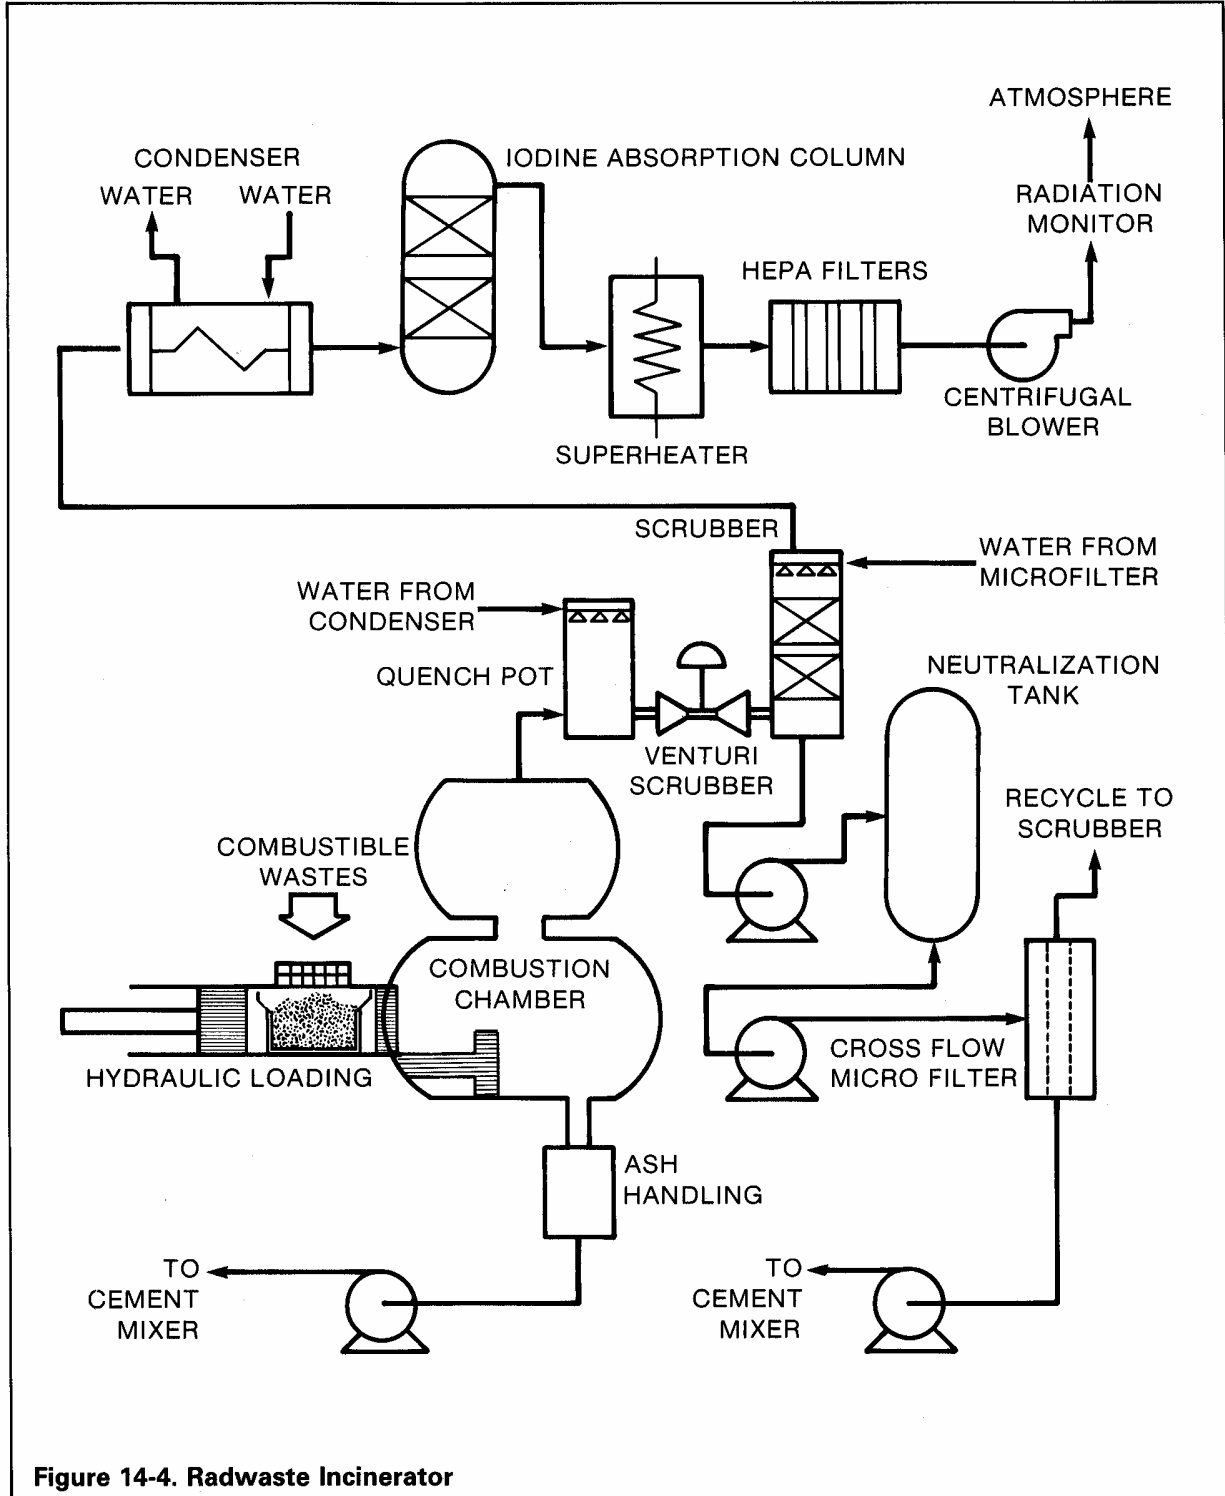 ATMOSPHERE
CONDENSER
IODINE ABSORPTION COLUMN
WATER
WATER
RADIATION
MONITOR
HEPA FILTERS
CENTRIFUGAL
BLOWER
SUPERHEATER
SCRUBBER
WATER FROM
MICROFILTER
WATER FROM
CONDENSER
QUENCH POT
NEUTRALIZATION
TANK
VENTURI
SCRUBBER
RECYCLE TO
SCRUBBER
COMBUSTIBLE
WASTES
COMBUSTION
CHAMBER
HYDRAULIC LOADING
CROSS FLOW
MICRO FILTER
ASH
HANDLING
TO
CEMENT
MIXER
TO
CEMENT
MIXER
Figure 14-4. Radwaste Incinerator